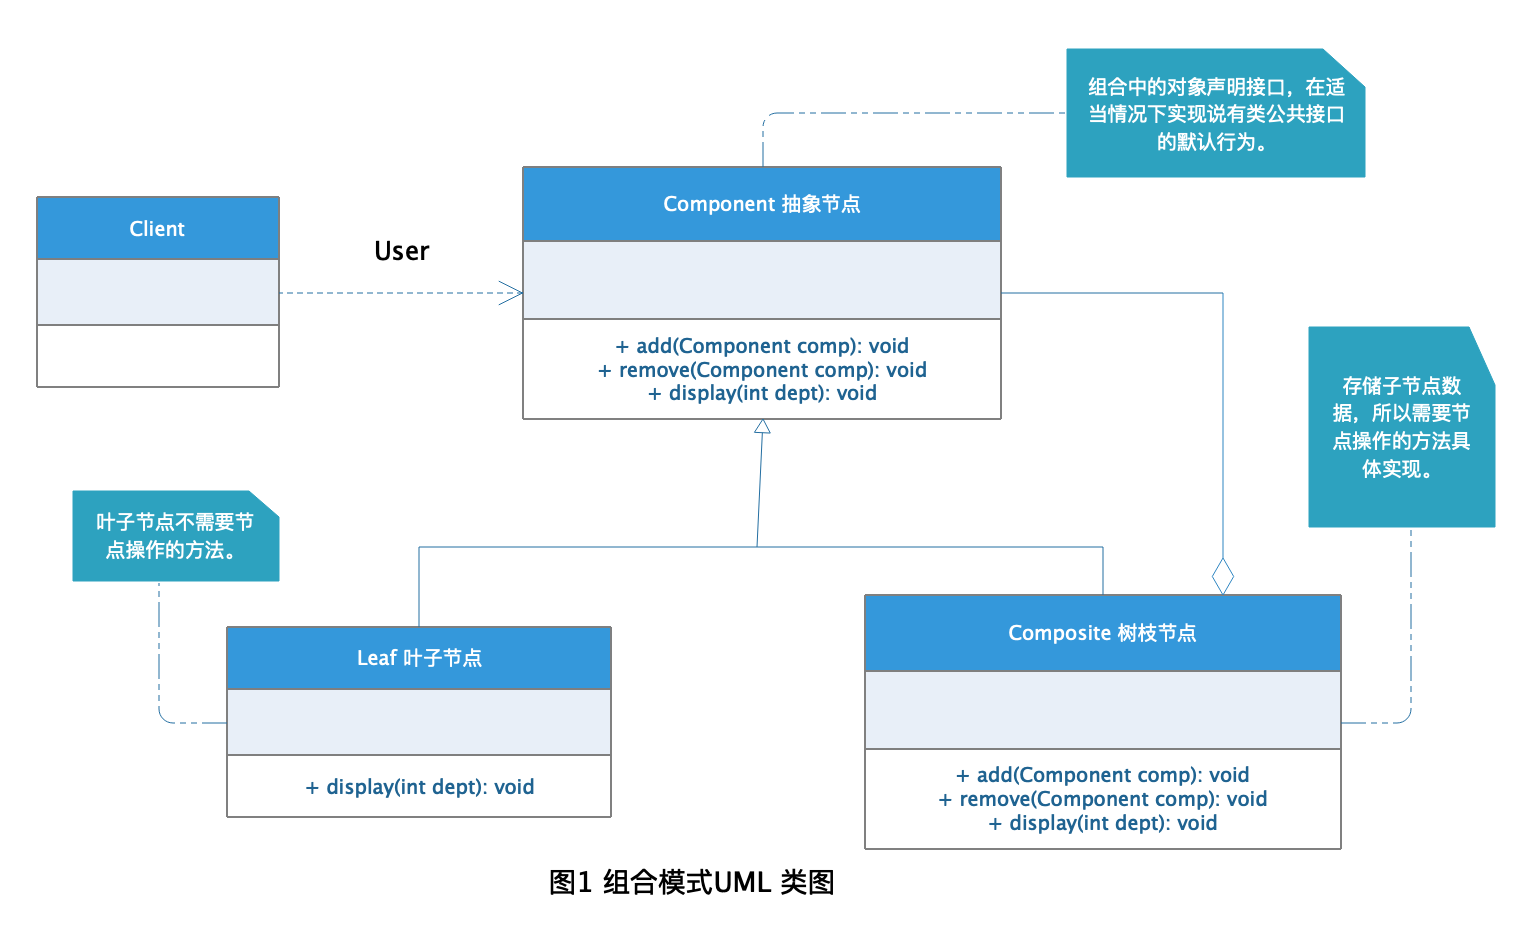 组合中的对象声明接口，在适
当情况下实现说有类公共接口
的默认行为。
Component 抽象节点
Client
User
+ add(Component comp): void
+ remove(Component comp): void
+ display(int dept): void
存储子节点数
据，所以需要节
点操作的方法具
体实现。
叶子节点不需要节
点操作的方法。
Leaf 叶子节点
+ display(int dept): void
Composite 树枝节点
+ add(Component comp): void
+ remove(Component comp): void
+ display(int dept): void
图1 组合模式UML 类图